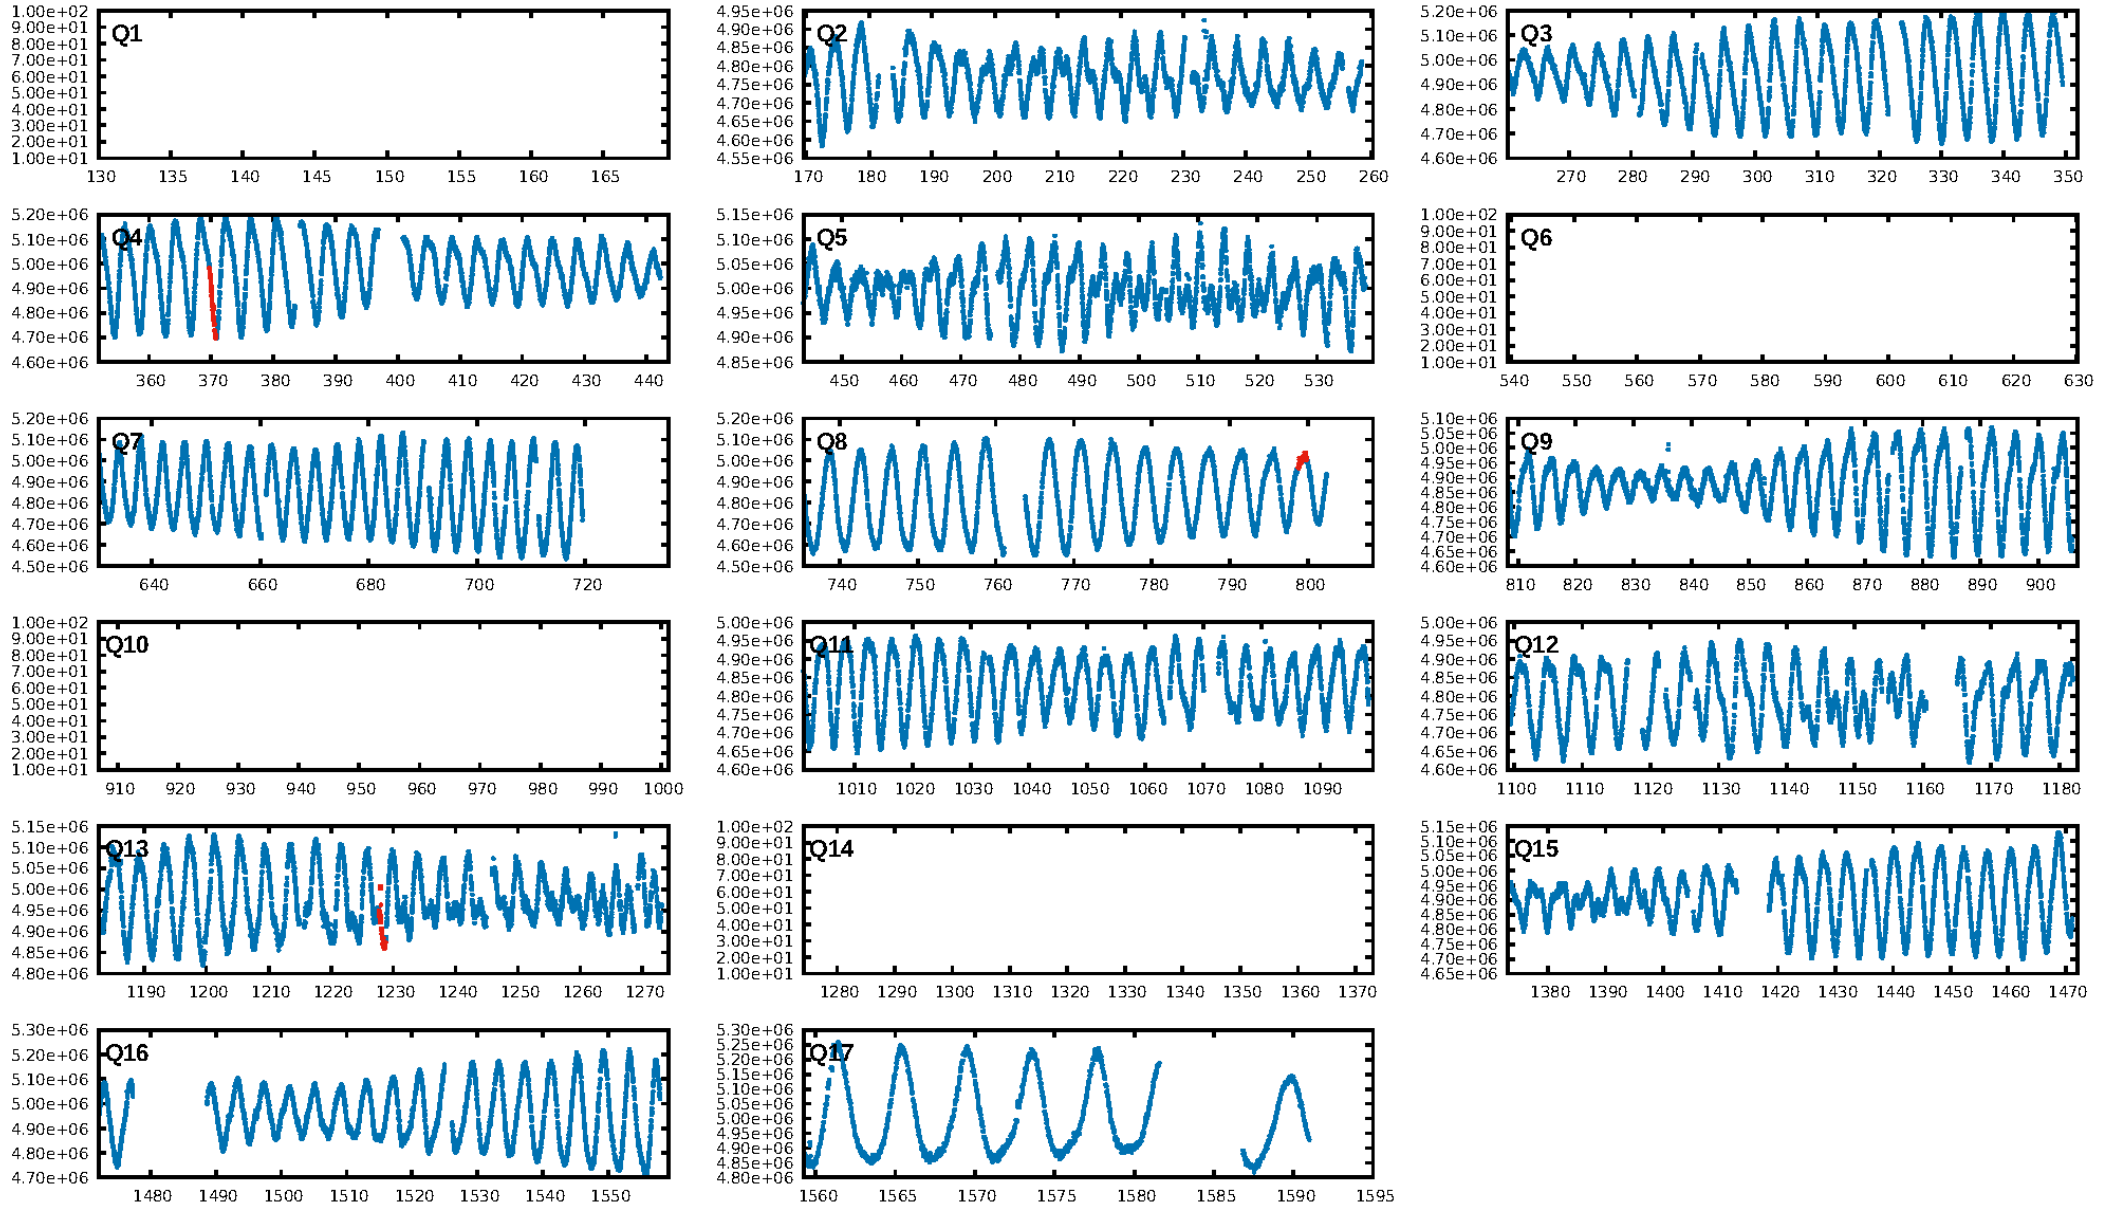 Q1
1.00e+02
9.00e+01
8.00e+01
7.00e+01
6.00e+01
5.00e+01
4.00e+01
3.00e+01
2.00e+01
1.00e+01
130 135 140 145 150 155 160 165
Q2
4.95e+06
4.90e+06
4.85e+06
4.80e+06
4.75e+06
4.70e+06
4.65e+06
4.60e+06
4.55e+06
170 180 190 200 210 220 230 240 250 260
Q3
5.20e+06
5.10e+06
5.00e+06
4.90e+06
4.80e+06
4.70e+06
4.60e+06
270 280 290 300 310 320 330 340 350
Q4
5.20e+06
5.10e+06
5.00e+06
4.90e+06
4.80e+06
4.70e+06
4.60e+06
360 370 380 390 400 410 420 430 440
Q5
5.15e+06
5.10e+06
5.05e+06
5.00e+06
4.95e+06
4.90e+06
4.85e+06
450 460 470 480 490 500 510 520 530
Q6
1.00e+02
9.00e+01
8.00e+01
7.00e+01
6.00e+01
5.00e+01
4.00e+01
3.00e+01
2.00e+01
1.00e+01
540 550 560 570 580 590 600 610 620 630
Q7
5.20e+06
5.10e+06
5.00e+06
4.90e+06
4.80e+06
4.70e+06
4.60e+06
4.50e+06
640 660 680 700 720
Q8
5.20e+06
5.10e+06
5.00e+06
4.90e+06
4.80e+06
4.70e+06
4.60e+06
4.50e+06
740 750 760 770 780 790 800
Q9
5.10e+06
5.05e+06
5.00e+06
4.95e+06
4.90e+06
4.85e+06
4.80e+06
4.75e+06
4.70e+06
4.65e+06
4.60e+06
810 820 830 840 850 860 870 880 890 900
Q10
1.00e+02
9.00e+01
8.00e+01
7.00e+01
6.00e+01
5.00e+01
4.00e+01
3.00e+01
2.00e+01
1.00e+01
910 920 930 940 950 960 970 980 990 1000
Q11
5.00e+06
4.95e+06
4.90e+06
4.85e+06
4.80e+06
4.75e+06
4.70e+06
4.65e+06
4.60e+06
1010 1020 1030 1040 1050 1060 1070 1080 1090
Q12
5.00e+06
4.95e+06
4.90e+06
4.85e+06
4.80e+06
4.75e+06
4.70e+06
4.65e+06
4.60e+06
1100 1110 1120 1130 1140 1150 1160 1170 1180
Q13
5.15e+06
5.10e+06
5.05e+06
5.00e+06
4.95e+06
4.90e+06
4.85e+06
4.80e+06
1190 1200 1210 1220 1230 1240 1250 1260 1270
Q14
1.00e+02
9.00e+01
8.00e+01
7.00e+01
6.00e+01
5.00e+01
4.00e+01
3.00e+01
2.00e+01
1.00e+01
1280 1290 1300 1310 1320 1330 1340 1350 1360 1370
Q15
5.15e+06
5.10e+06
5.05e+06
5.00e+06
4.95e+06
4.90e+06
4.85e+06
4.80e+06
4.75e+06
4.70e+06
4.65e+06
1380 1390 1400 1410 1420 1430 1440 1450 1460 1470
Q16
5.30e+06
5.20e+06
5.10e+06
5.00e+06
4.90e+06
4.80e+06
4.70e+06
1480 1490 1500 1510 1520 1530 1540 1550
Q17
5.30e+06
5.25e+06
5.20e+06
5.15e+06
5.10e+06
5.05e+06
5.00e+06
4.95e+06
4.90e+06
4.85e+06
4.80e+06
1560 1565 1570 1575 1580 1585 1590 1595